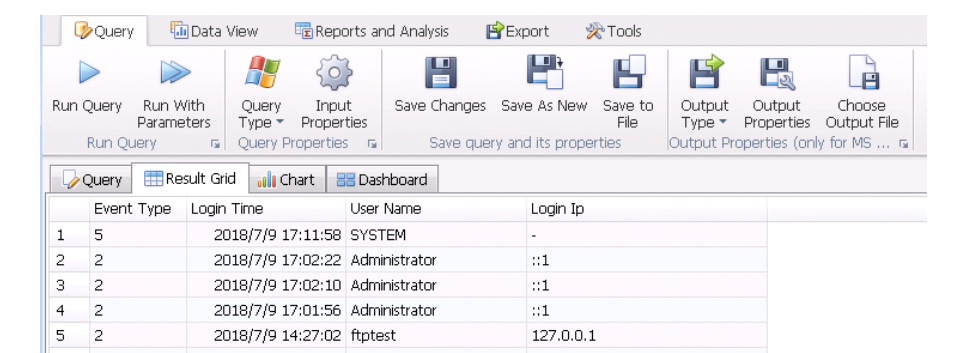 Query Data View Reports and Analysis Export Tools
Run Query Run With Parameters Query Type Input Properties Save Changes Save As New Save to File Output Type Output Properties Choose Output File
Run Query Query Properties Save query and its properties Output Properties (only for MS ...
Query Result Grid Chart Dashboard
Event Type Login Time User Name Login Ip
1 5 2018/7/9 17:11:58 SYSTEM -
2 2 2018/7/9 17:02:22 Administrator ::1
3 2 2018/7/9 17:02:10 Administrator ::1
4 2 2018/7/9 17:01:56 Administrator ::1
5 2 2018/7/9 14:27:02 ftptest 127.0.0.1